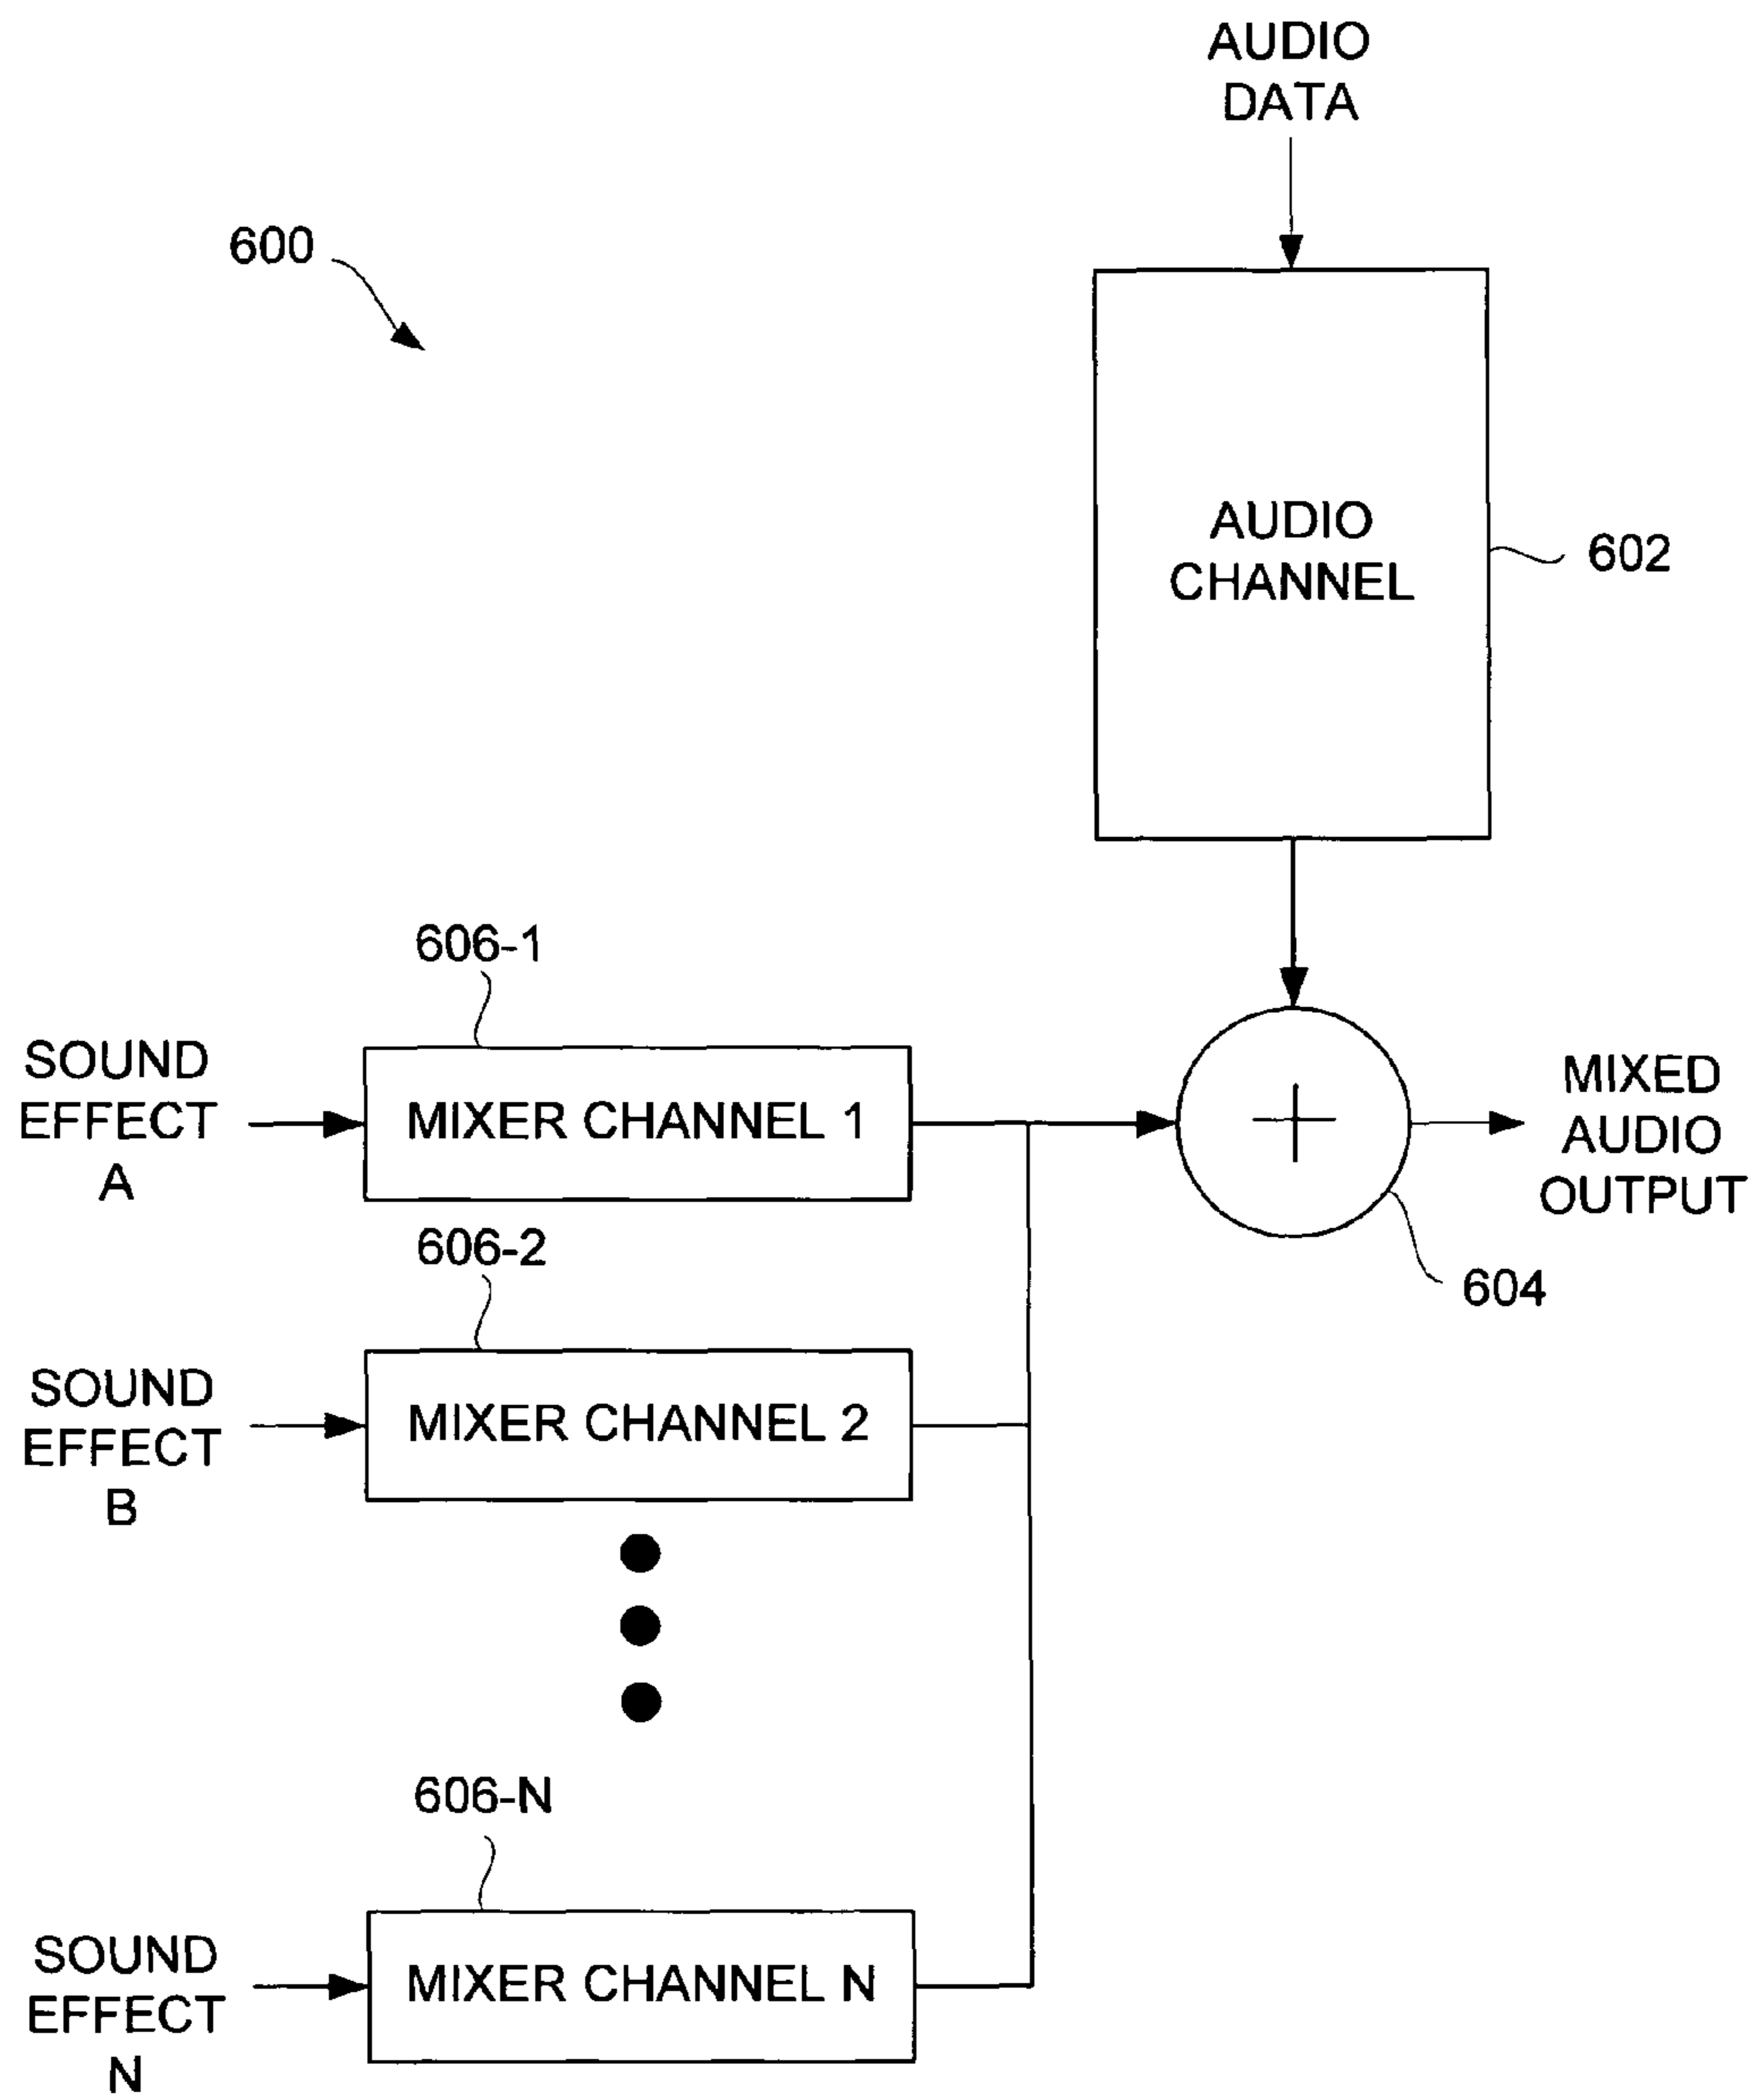 AUDIO
DATA
600
AUDIO
CHANNEL
602
606-1
SOUND
EFFECT
A
MIXER CHANNEL 1
MIXED
AUDIO
OUTPUT
604
606-2
SOUND
EFFECT
B
MIXER CHANNEL 2
606-N
SOUND
EFFECT
N
MIXER CHANNEL N